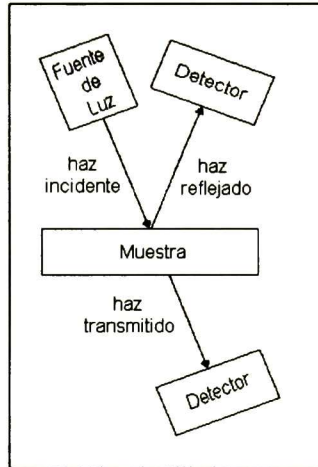 Fuente
de
Luz
Detector
haz
incidente
haz
reflejado
Muestra
haz
transmitido
Detector